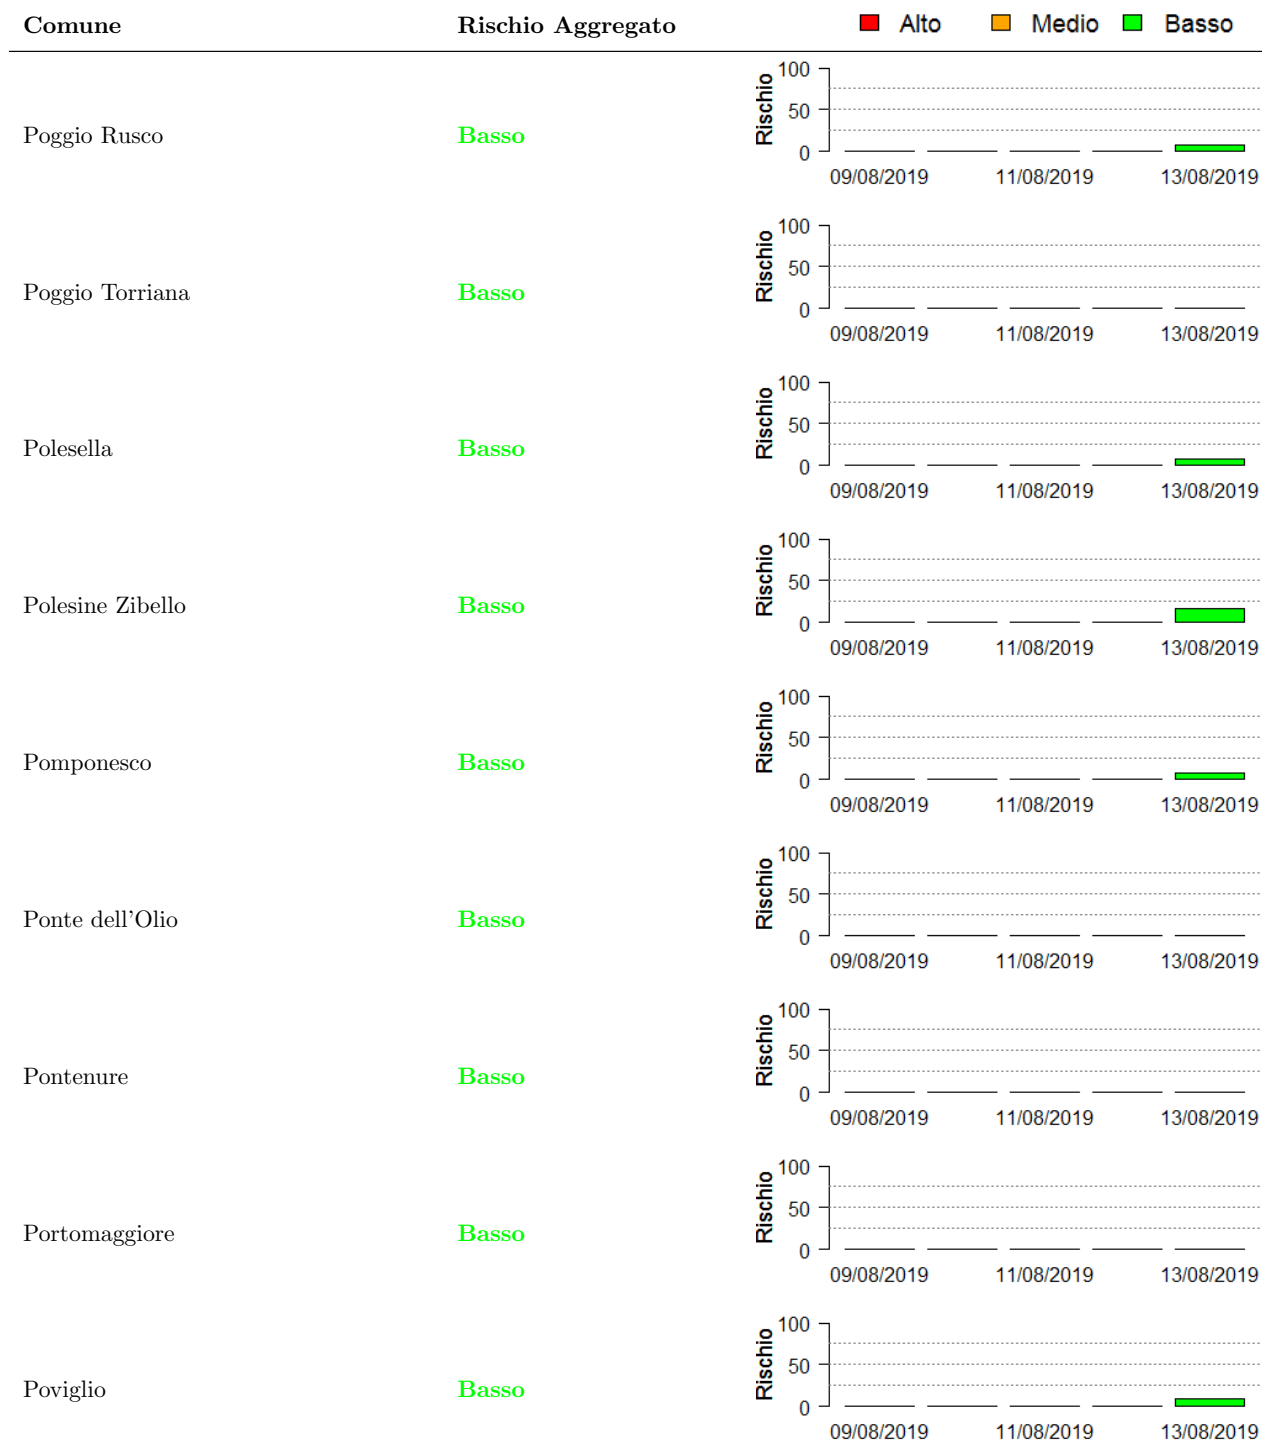 Comune Rischio Aggregato Alto Medio Basso
100
50
0
Rischio
Poggio Rusco Basso
09/08/2019 11/08/2019 13/08/2019
100
50
0
Rischio
Poggio Torriana Basso
09/08/2019 11/08/2019 13/08/2019
100
50
0
Rischio
Polesella Basso
09/08/2019 11/08/2019 13/08/2019
100
50
0
Rischio
Polesine Zibello Basso
09/08/2019 11/08/2019 13/08/2019
100
50
0
Rischio
Pomponesco Basso
09/08/2019 11/08/2019 13/08/2019
100
50
0
Rischio
Ponte dell'Olio Basso
09/08/2019 11/08/2019 13/08/2019
100
50
0
Rischio
Pontenure Basso
09/08/2019 11/08/2019 13/08/2019
100
50
0
Rischio
Portomaggiore Basso
09/08/2019 11/08/2019 13/08/2019
100
50
0
Rischio
Poviglio Basso
09/08/2019 11/08/2019 13/08/2019